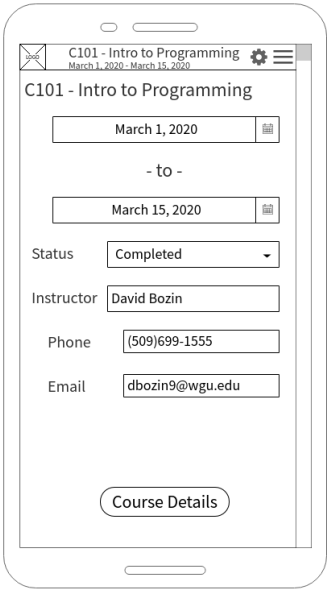 LOGO
C101 - Intro to Programming
March 1, 2020 - March 15, 2020
C101 - Intro to Programming
March 1, 2020
- to -
March 15, 2020
Status Completed
Instructor David Bozin
Phone (509)699-1555
Email dbozin9@wgu.edu
Course Details